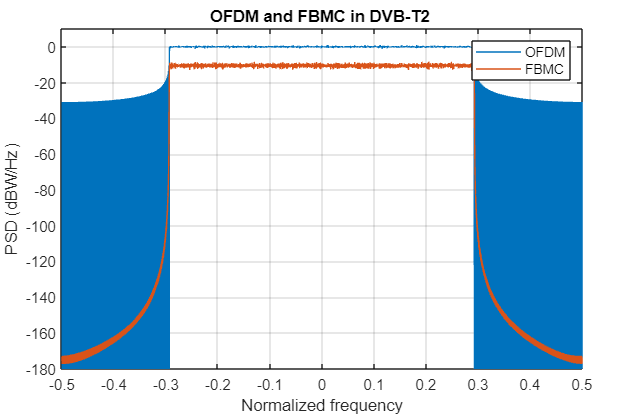 OFDM and FBMC in DVB-T2
OFDM
FBMC
PSD (dBW/Hz)
0
-20
-40
-60
-80
-100
-120
-140
-160
-180
-0.5 -0.4 -0.3 -0.2 -0.1 0 0.1 0.2 0.3 0.4 0.5
Normalized frequency